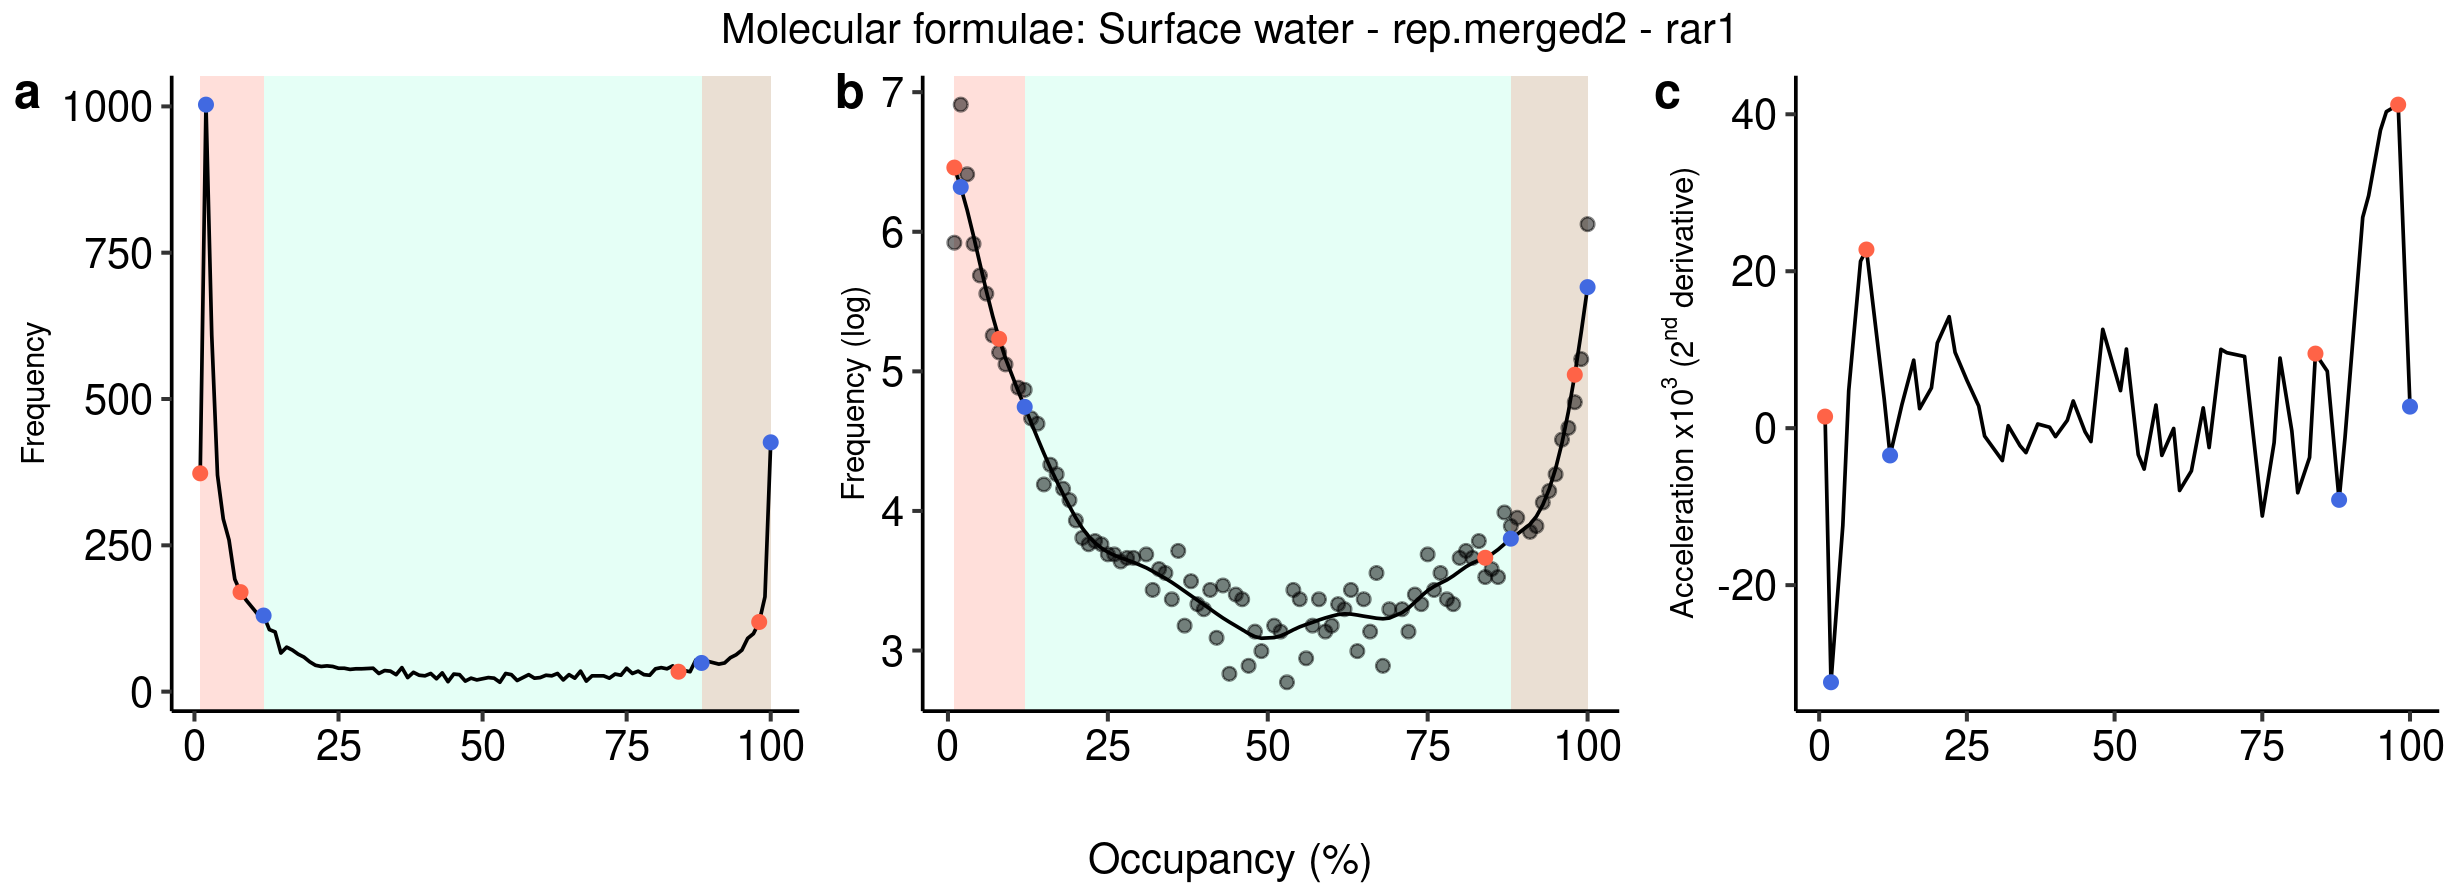 Molecular formulae: Surface water - rep.merged2 - rar1
a
Frequency
1000
750
500
250
0
0 25 50 75 100
b
Frequency (log)
7
6
5
4
3
0 25 50 75 100
c
Acceleration x10³ (2ⁿᵈ derivative)
40
20
0
-20
0 25 50 75 100
Occupancy (%)